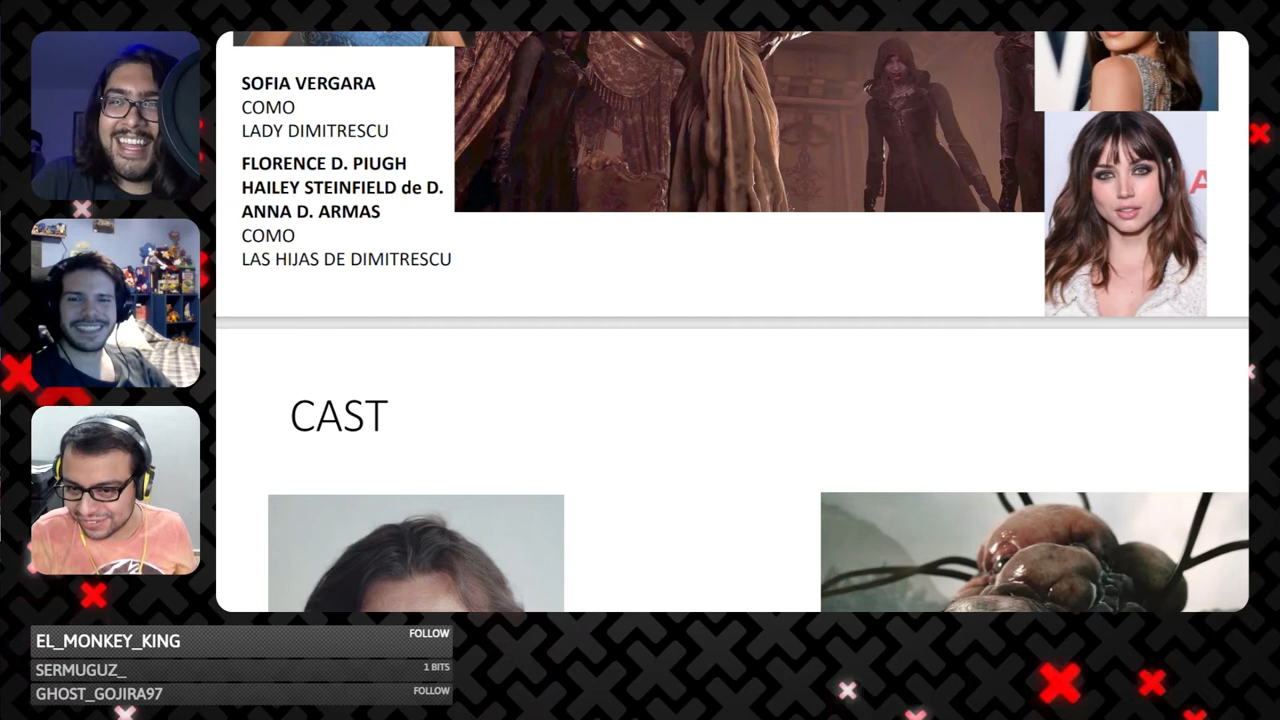 SOFIA VERGARA
COMO
LADY DIMITRESCU
FLORENCE D. PIUGH
HAILEY STEINFIELD de D.
ANNA D. ARMAS
COMO
LAS HIJAS DE DIMITRESCU
CAST
EL_MONKEY_KING FOLLOW
SERMUGUZ_ 1 BITS
GHOST_GOJIRA97 FOLLOW